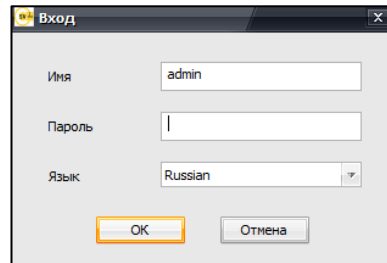 Вход
Имя
admin
Пароль
Язык
Russian
OK
Отмена